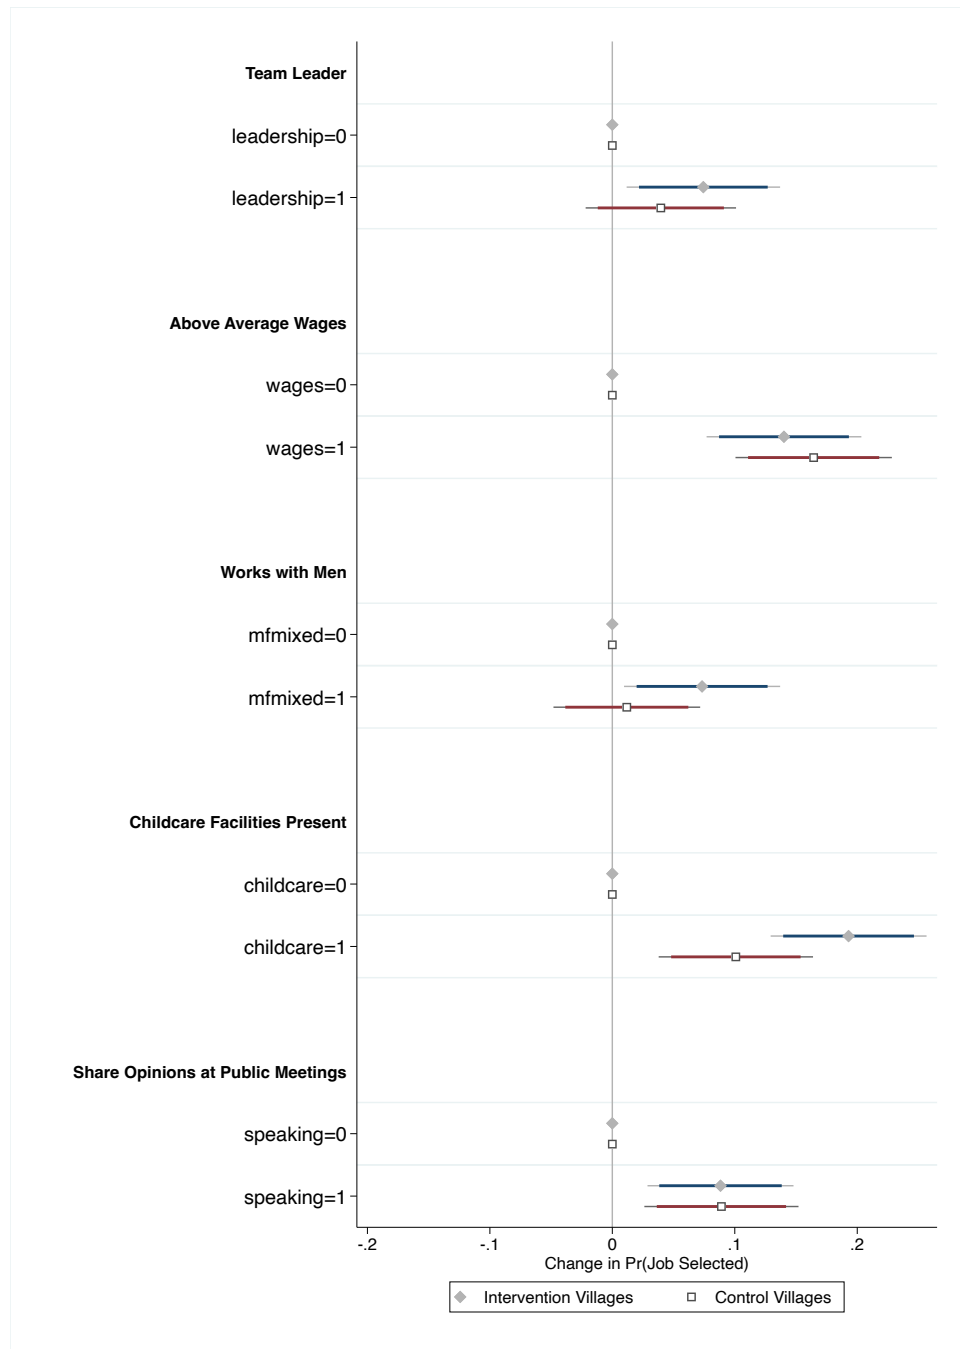 Team Leader
leadership=0
leadership=1
Above Average Wages
wages=0
wages=1
Works with Men
mfmixed=0
mfmixed=1
Childcare Facilities Present
childcare=0
childcare=1
Share Opinions at Public Meetings
speaking=0
speaking=1
-.2 -.1 0 .1 .2
Change in Pr(Job Selected)
Intervention Villages Control Villages